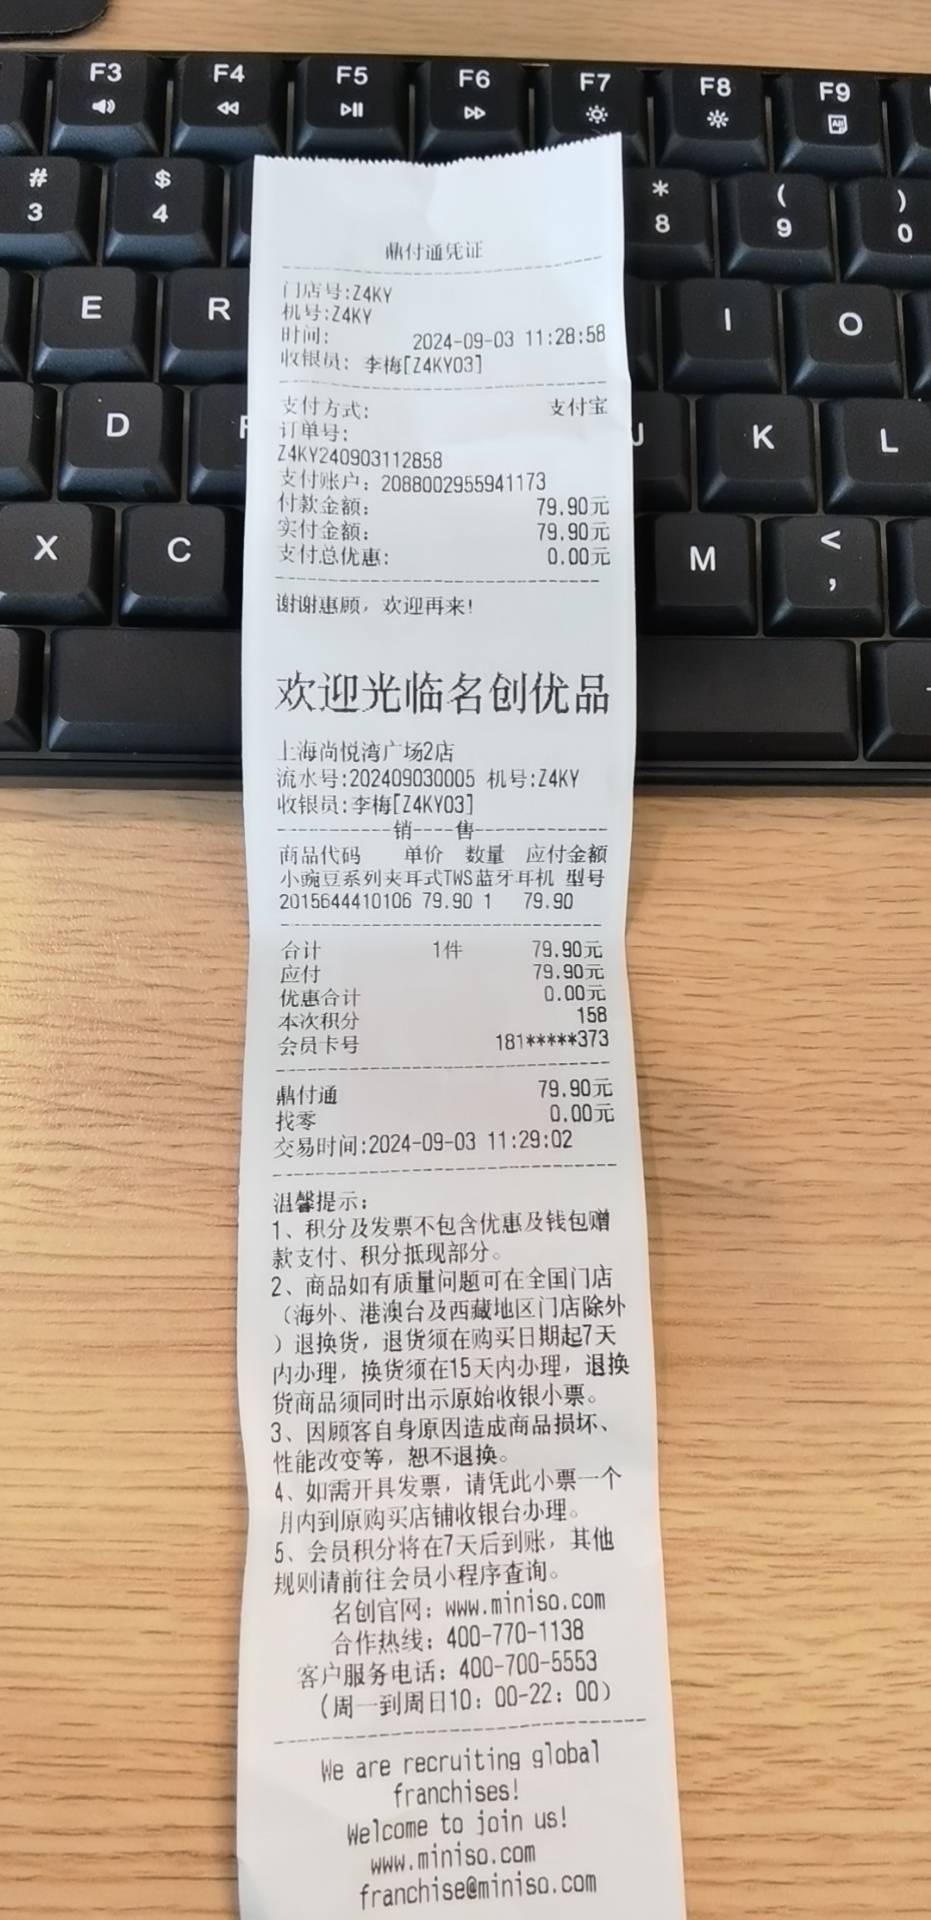 F3
F4
F5
F6
F7
F8
F9
#
3
$
4
*
8
(
9
)
0
E
R
I
O
D
F
J
K
L
X
C
M
<
,
鼎付通凭证
门店号:Z4KY
机号:Z4KY
时间: 2024-09-03 11:28:58
收银员: 李梅[Z4KY03]
支付方式: 支付宝
订单号:
Z4KY240903112858
支付账户: 2088002955941173
付款金额: 79.90元
实付金额: 79.90元
支付总优惠: 0.00元
谢谢惠顾, 欢迎再来!
欢迎光临名创优品
上海尚悦湾广场2店
流水号:202409030005 机号:Z4KY
收银员:李梅[Z4KY03]
------------销----售------------
商品代码 单价 数量 应付金额
小豌豆系列夹耳式TWS蓝牙耳机 型号
2015644410106 79.90 1 79.90
合计 1件 79.90元
应付 79.90元
优惠合计 0.00元
本次积分 158
会员卡号 181*****373
鼎付通 79.90元
找零 0.00元
交易时间:2024-09-03 11:29:02
温馨提示:
1、积分及发票不包含优惠及钱包赠
款支付、积分抵现部分。
2、商品如有质量问题可在全国门店
（海外、港澳台及西藏地区门店除外
）退换货, 退货须在购买日期起7天
内办理, 换货须在15天内办理, 退换
货商品须同时出示原始收银小票。
3、因顾客自身原因造成商品损坏、
性能改变等, 恕不退换。
4、如需开具发票, 请凭此小票一个
月内到原购买店铺收银台办理。
5、会员积分将在7天后到账, 其他
规则请前往会员小程序查询。
名创官网: www.miniso.com
合作热线: 400-770-1138
客户服务电话: 400-700-5553
（周一到周日10: 00-22: 00）
We are recruiting global
franchises!
Welcome to join us!
www.miniso.com
franchise@miniso.com